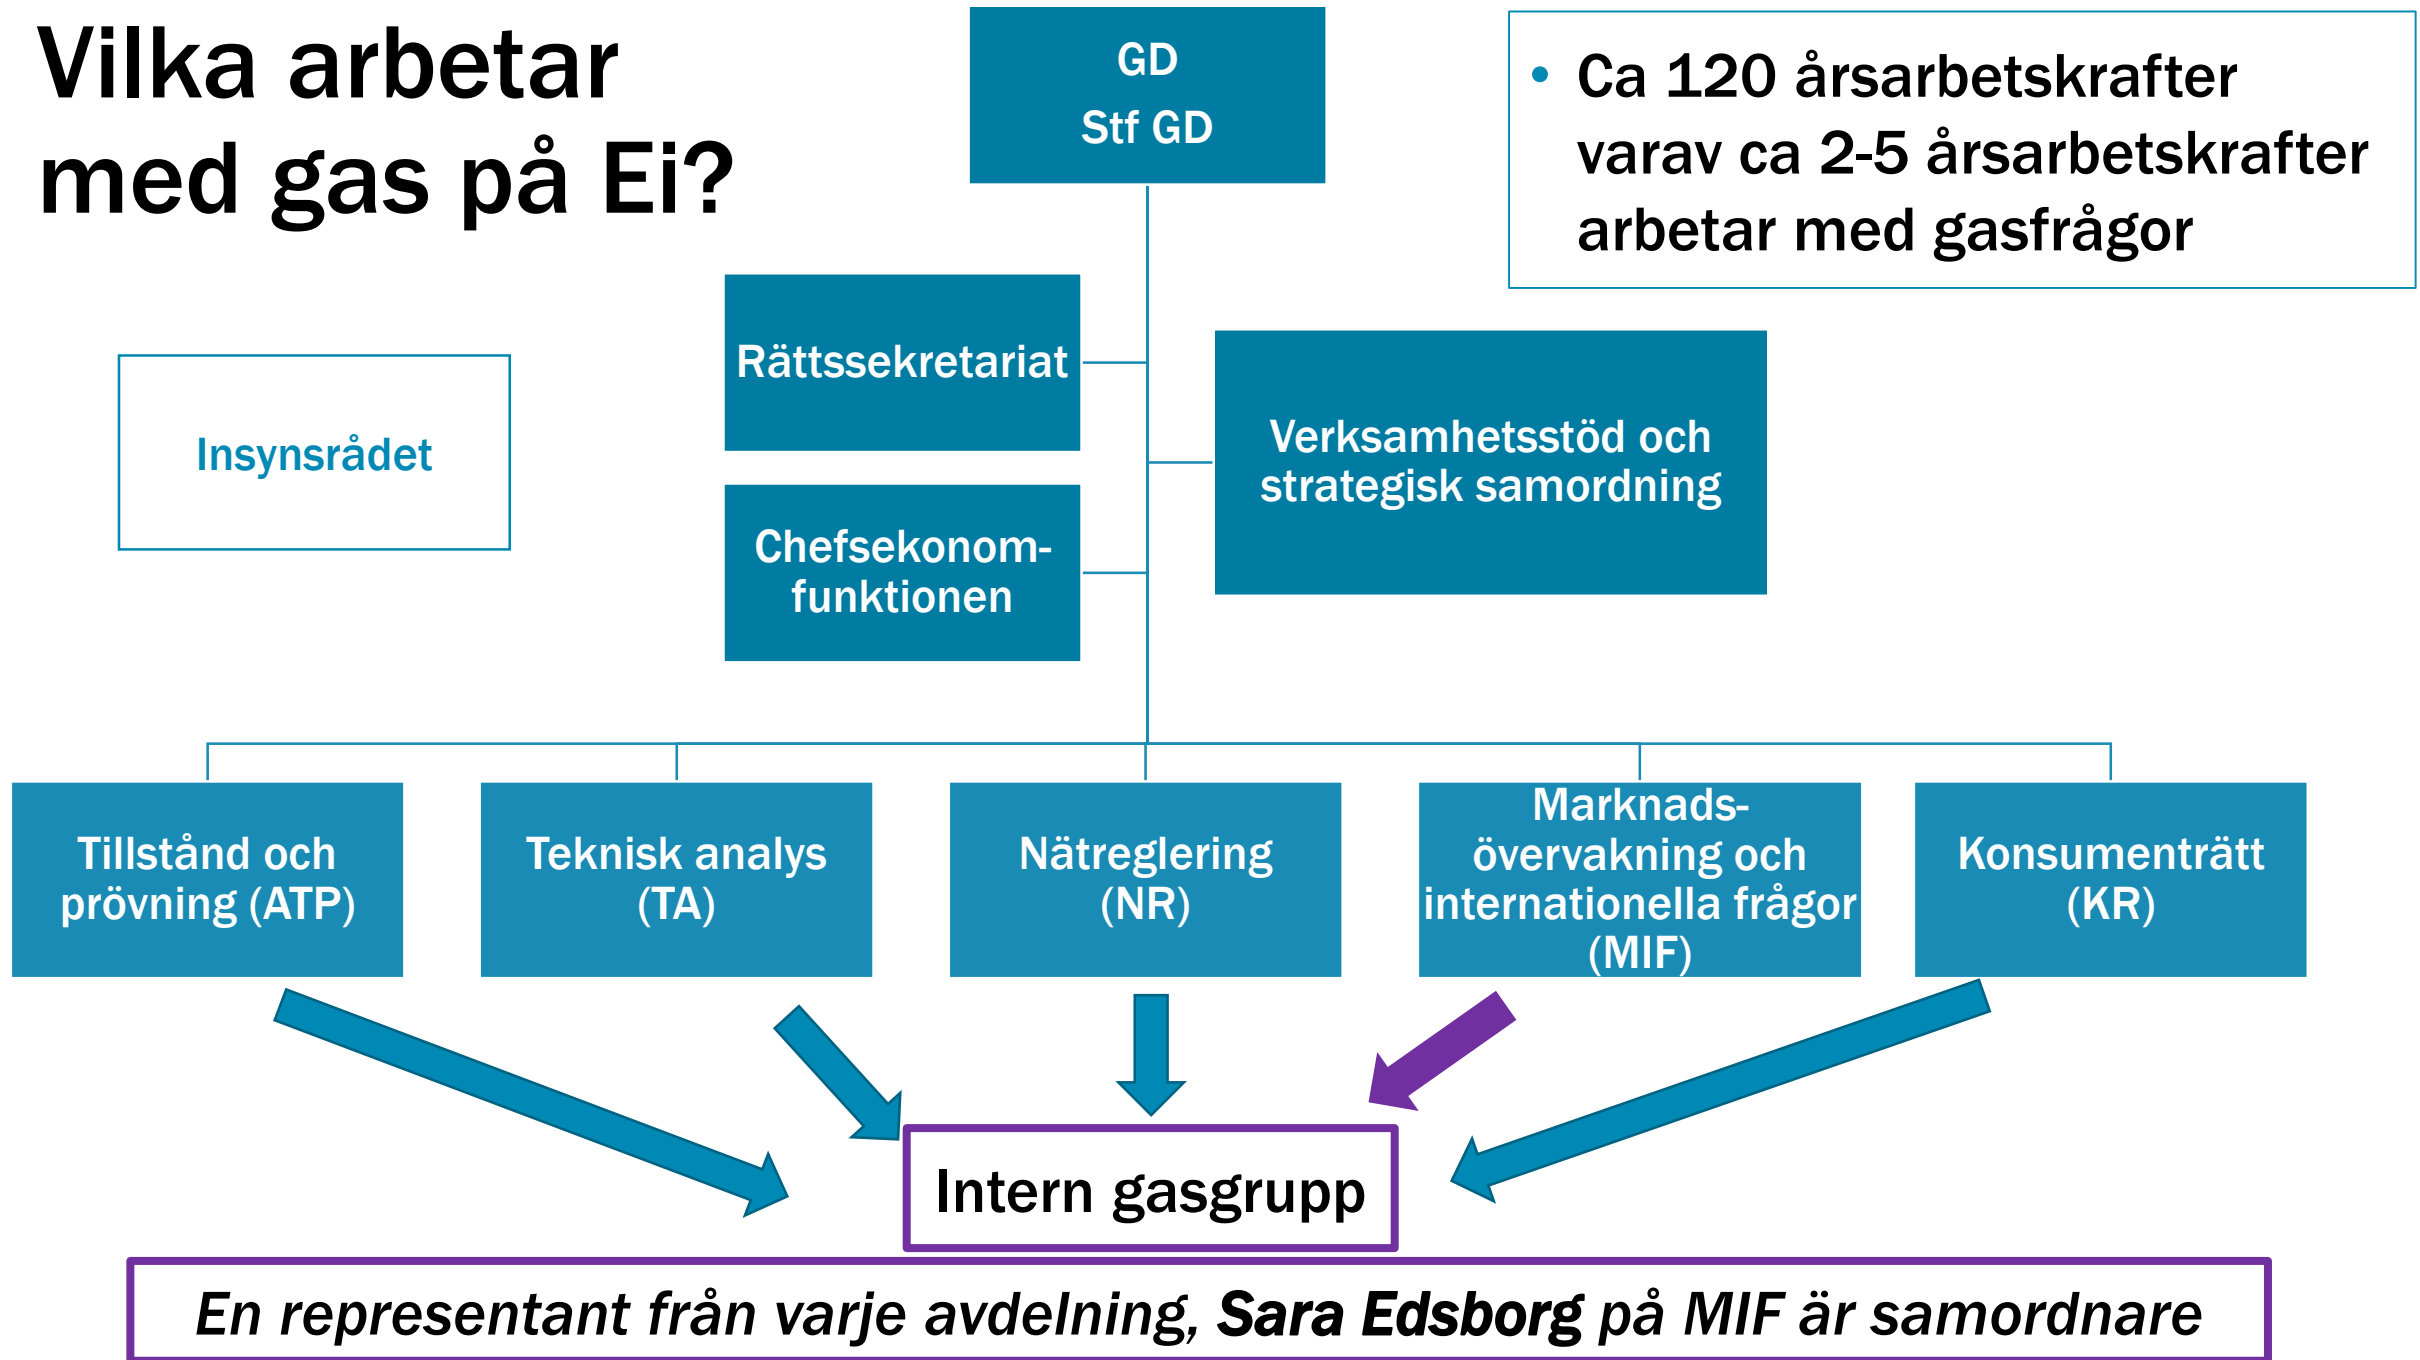 Vilka arbetar
med gas på Ei?
GD
Stf GD
• Ca 120 årsarbetskrafter
varav ca 2-5 årsarbetskrafter
arbetar med gasfrågor
Rättssekretariat
Insynsrådet
Verksamhetsstöd och
strategisk samordning
Chefsekonom-
funktionen
Tillstånd och
prövning (ATP)
Teknisk analys
(TA)
Nätreglering
(NR)
Marknads-
övervakning och
internationella frågor
(MIF)
Konsumenträtt
(KR)
Intern gasgrupp
En representant från varje avdelning, Sara Edsborg på MIF är samordnare